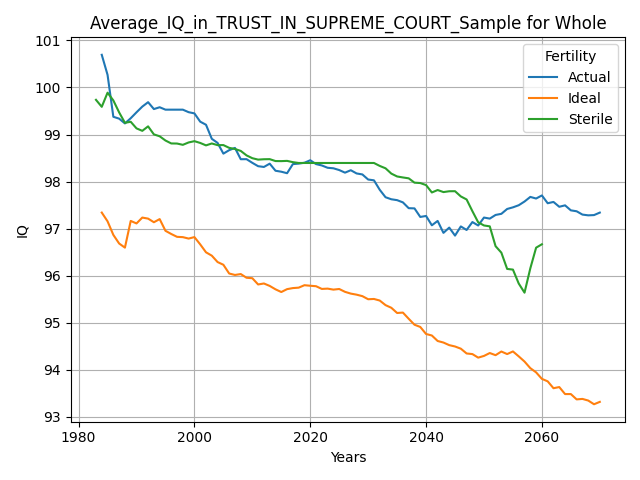 Average_IQ_in_TRUST_IN_SUPREME_COURT_Sample for Whole
101
100
99
98
97
96
95
94
93
IQ
1980
2000
2020
2040
2060
Years
Fertility
Actual
Ideal
Sterile